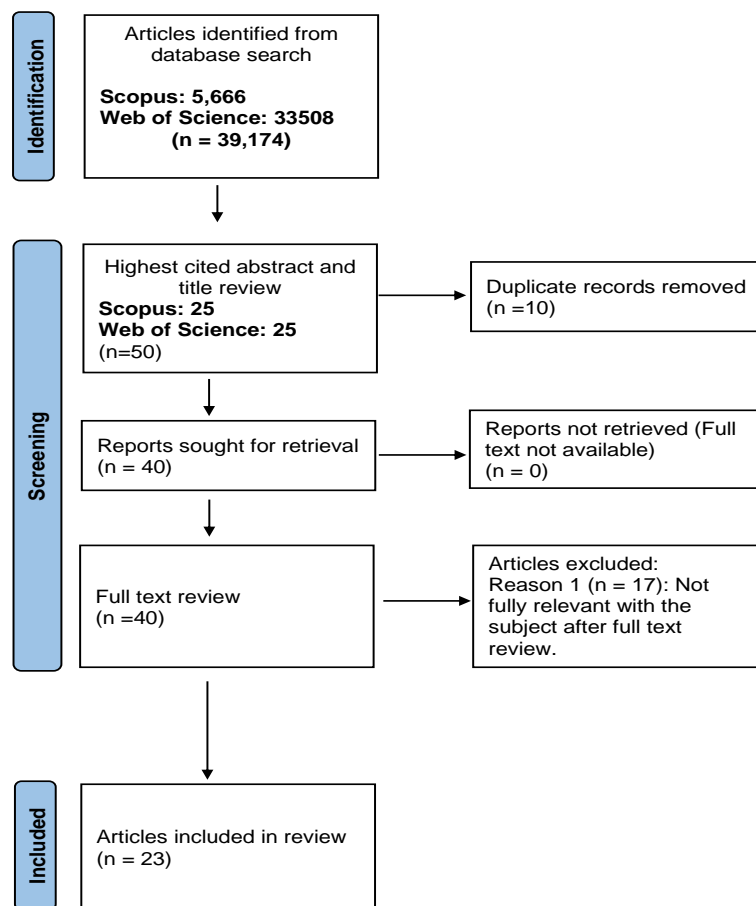 Identification
Articles identified from
database search
Scopus: 5,666
Web of Science: 33508
(n = 39,174)
Screening
Highest cited abstract and
title review
Scopus: 25
Web of Science: 25
(n=50)
Duplicate records removed
(n =10)
Reports sought for retrieval
(n = 40)
Reports not retrieved (Full
text not available)
(n = 0)
Full text review
(n =40)
Articles excluded:
Reason 1 (n = 17): Not
fully relevant with the
subject after full text
review.
Included
Articles included in review
(n = 23)